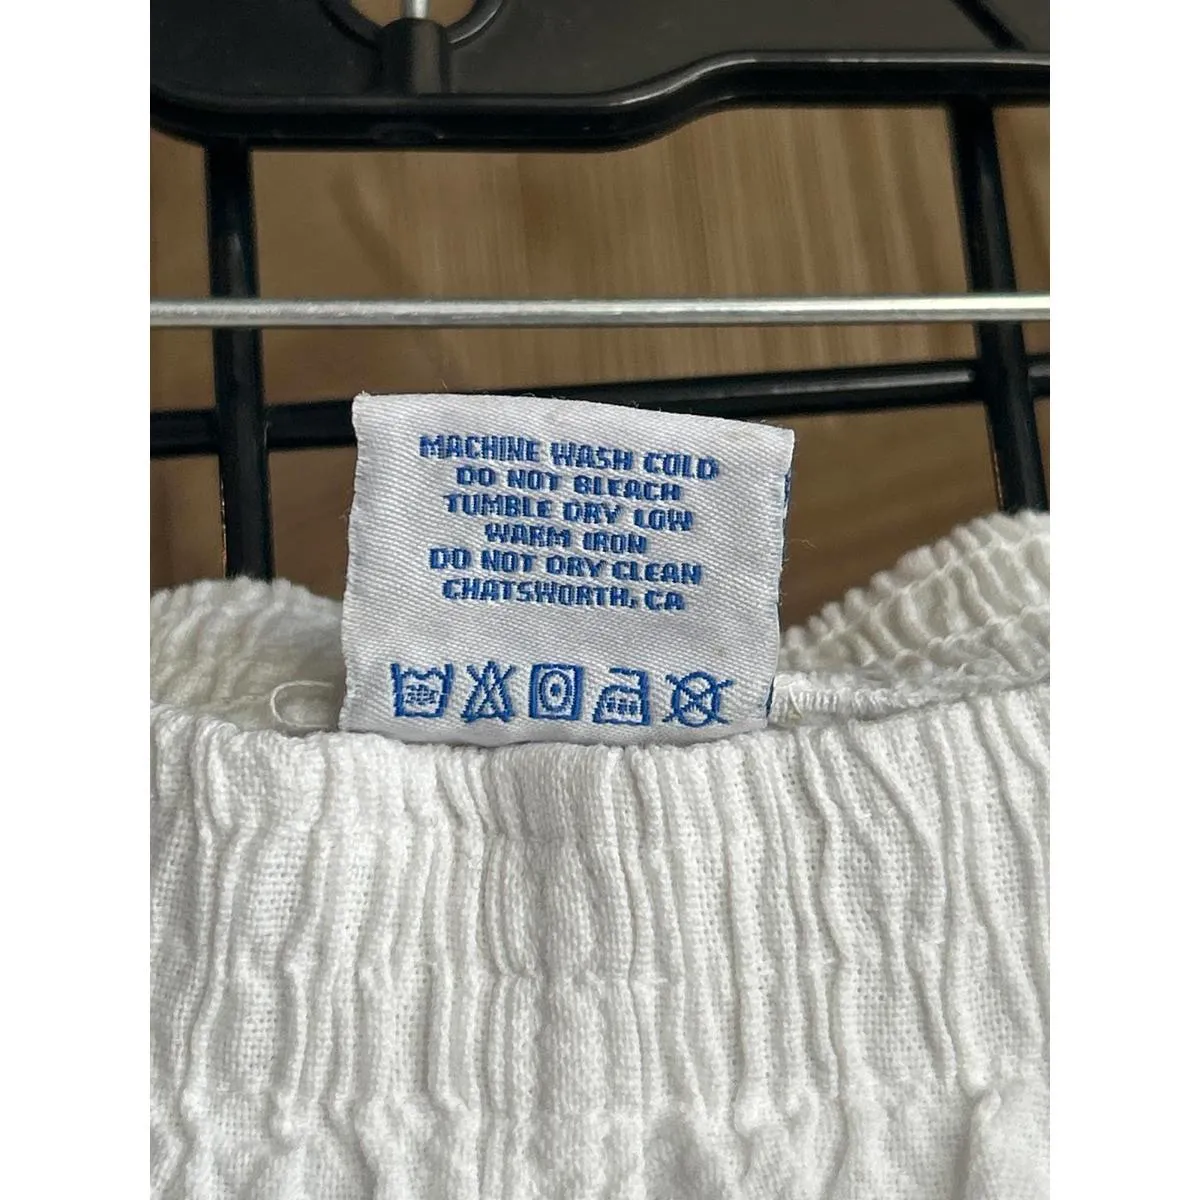 MACHINE WASH COLD
DO NOT BLEACH
TUMBLE DRY LOW
WARM IRON
DO NOT DRY CLEAN
CHATSWORTH, CA